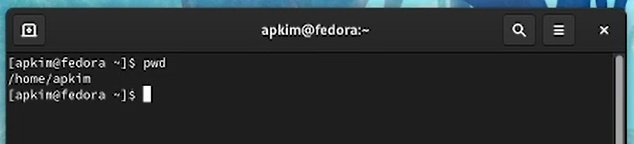 apkim@fedora:~
[apkim@fedora ~]$ pwd
/home/apkim
[apkim@fedora ~]$